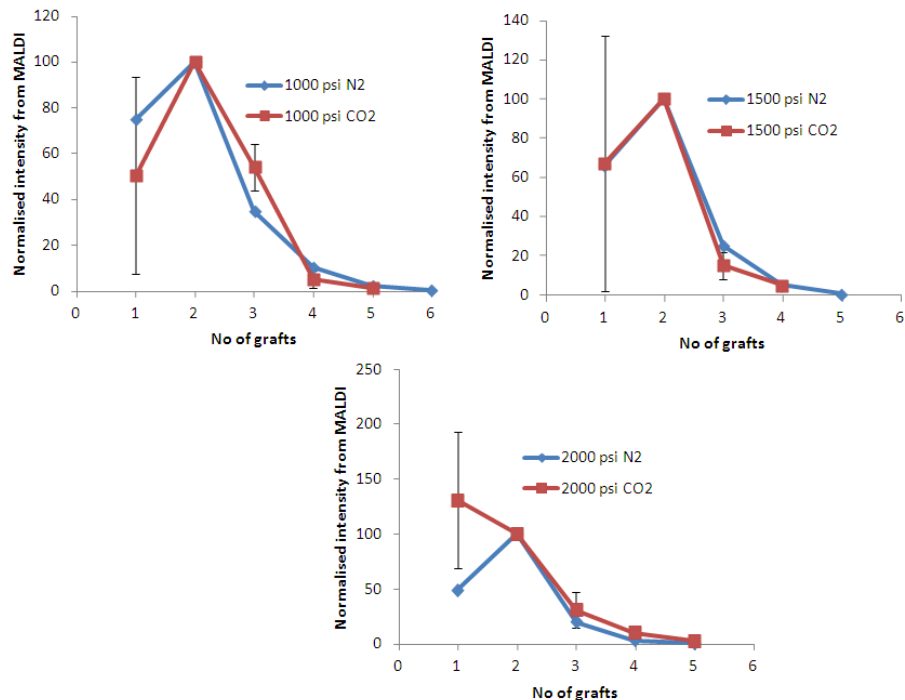 Normalised intensity from MALDI
120
100
80
60
40
20
0
0 1 2 3 4 5 6
No of grafts
1000 psi N2
1000 psi CO2
Normalised intensity from MALDI
140
120
100
80
60
40
20
0
0 1 2 3 4 5 6
No of grafts
1500 psi N2
1500 psi CO2
Normalised intensity from MALDI
250
200
150
100
50
0
0 1 2 3 4 5 6
No of grafts
2000 psi N2
2000 psi CO2